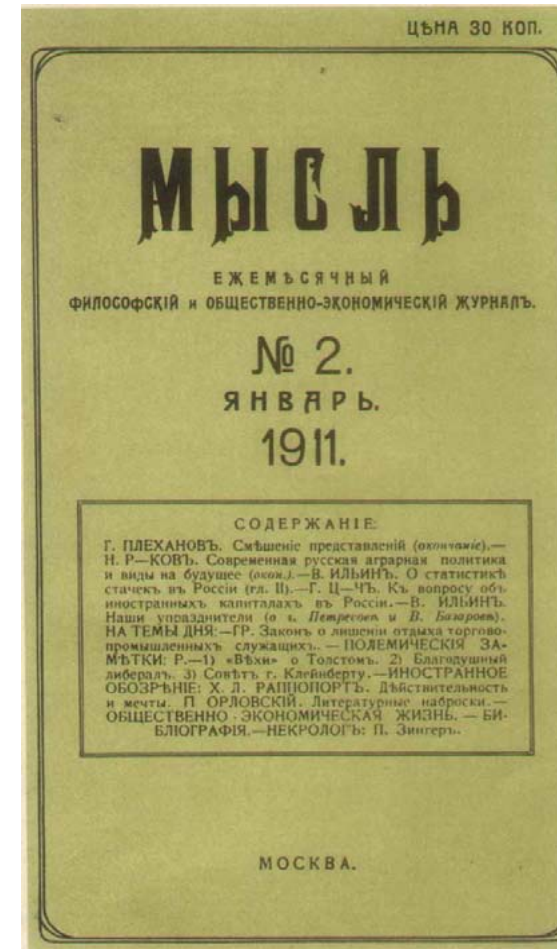 ЦѢНА 30 КОП.
МЫСЛЬ
ЕЖЕМѢСЯЧНЫЙ
ФИЛОСОФСКІЙ и ОБЩЕСТВЕННО-ЭКОНОМИЧЕСКІЙ ЖУРНАЛЪ.
№ 2.
ЯНВАРЬ.
1911.
СОДЕРЖАНІЕ:
Г. ПЛЕХАНОВЪ. Смѣшеніе представленій (окончаніе).—
Н. Р—КОВЪ. Современная русская аграрная политика
и виды на будущее (окон.).—В. ИЛЬИНЪ. О статистикѣ
стачекъ въ Россіи (гл. II).—Г. Ц—ЧЪ. Къ вопросу объ
иностранныхъ капиталахъ въ Россіи.—В. ИЛЬИНЪ.
Наши упразднители (о г. Петресовѣ и В. Базаровѣ).
НА ТЕМЫ ДНЯ:—ГР. Законъ о лишеніи отдыха торгово-
промышленныхъ служащихъ. — ПОЛЕМИЧЕСКІЯ ЗА-
МѢТКИ: Р.—1) «Вѣхи» о Толстомъ. 2) Благодушный
либералъ. 3) Совѣтъ г. Клейнберту.—ИНОСТРАННОЕ
ОБОЗРѢНІЕ: Х. Л. РАППОПОРТЪ. Дѣйствительность
и мечты. П ОРЛОВСКІЙ. Литературные наброски.—
ОБЩЕСТВЕННО - ЭКОНОМИЧЕСКАЯ ЖИЗНЬ. — БИ-
БЛІОГРАФІЯ.—НЕКРОЛОГЪ: П. Зингеръ.
МОСКВА.